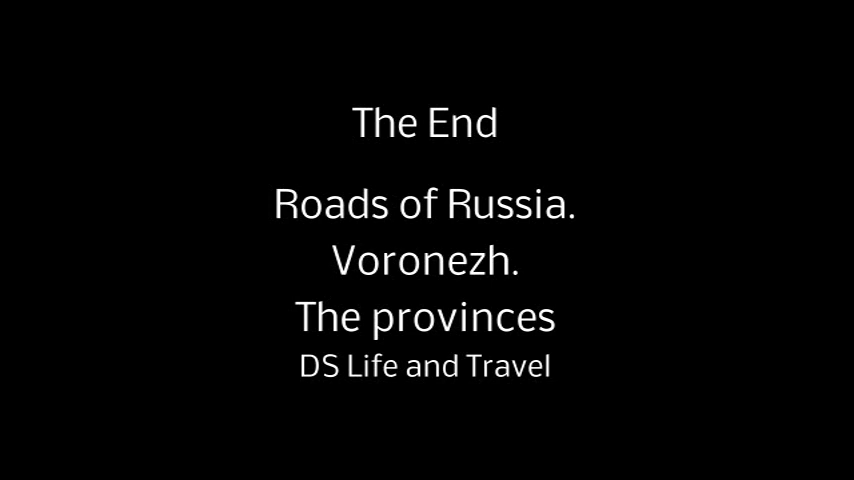 The End
Roads of Russia.
Voronezh.
The provinces
DS Life and Travel